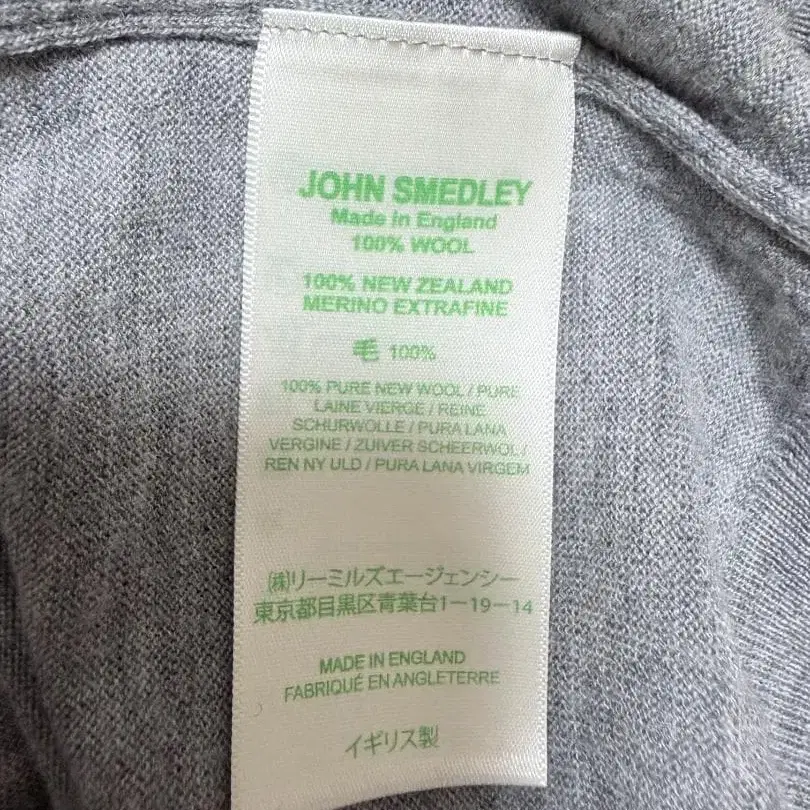 JOHN SMEDLEY
Made in England
100% WOOL
100% NEW ZEALAND
MERINO EXTRAFINE
毛 100%
100% PURE NEW WOOL / PURE
LAINE VIERGE / REINE
SCHURWOLLE / PURA LANA
VERGINE / ZUIVER SCHEERWOL /
REN NY ULD / PURA LANA VIRGEM
㈱リーミルズエージェンシー
東京都目黒区青葉台1-19-14
MADE IN ENGLAND
FABRIQUÉ EN ANGLETERRE
イギリス製